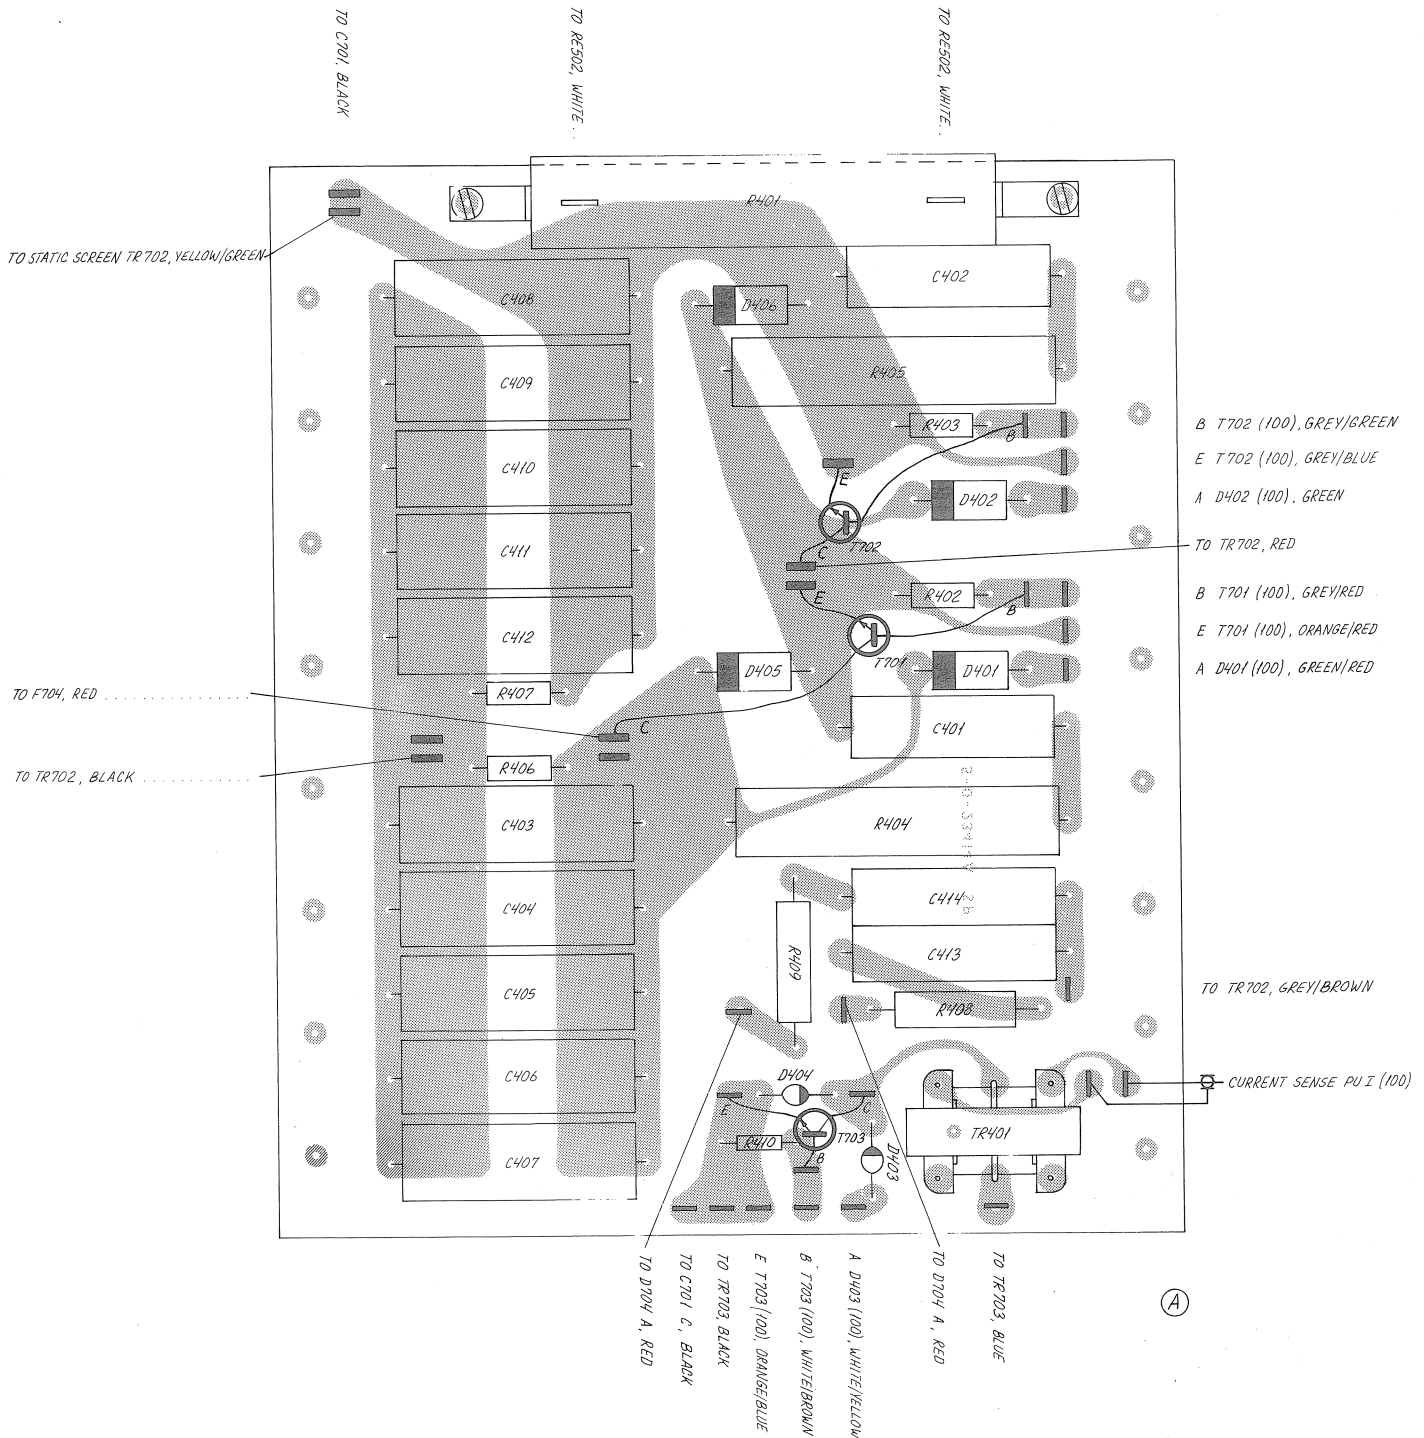 TO C701, BLACK
TO RE502, WHITE..
TO RE502, WHITE..
R401
TO STATIC SCREEN TR702, YELLOW/GREEN
C402
C408
D406
R405
C409
R403
B
B T702 (100), GREY/GREEN
E T702 (100), GREY/BLUE
C410
E
D402
A D402 (100), GREEN
T702
C
C411
TO TR702, RED
R402
E
B
B T701 (100), GREY/RED
C412
E T701 (100), ORANGE/RED
T701
D405
D401
A D401 (100), GREEN/RED
TO F704, RED ....................
R407
C
C401
TO TR702, BLACK ...............
R406
C403
R404
C414
C404
C413
R409
C405
R408
TO TR702, GREY/BROWN
C406
D404
CURRENT SENSE PU I (100)
E
C
R410
T703
B
D403
TR401
C407
TO D704 A, RED
TO C701 C, BLACK
TO TR703, BLACK
E T703 (100), ORANGE/BLUE
B T703 (100), WHITE/BROWN
A D403 (100), WHITE/YELLOW
TO D704 A, RED
TO TR703, BLUE
A